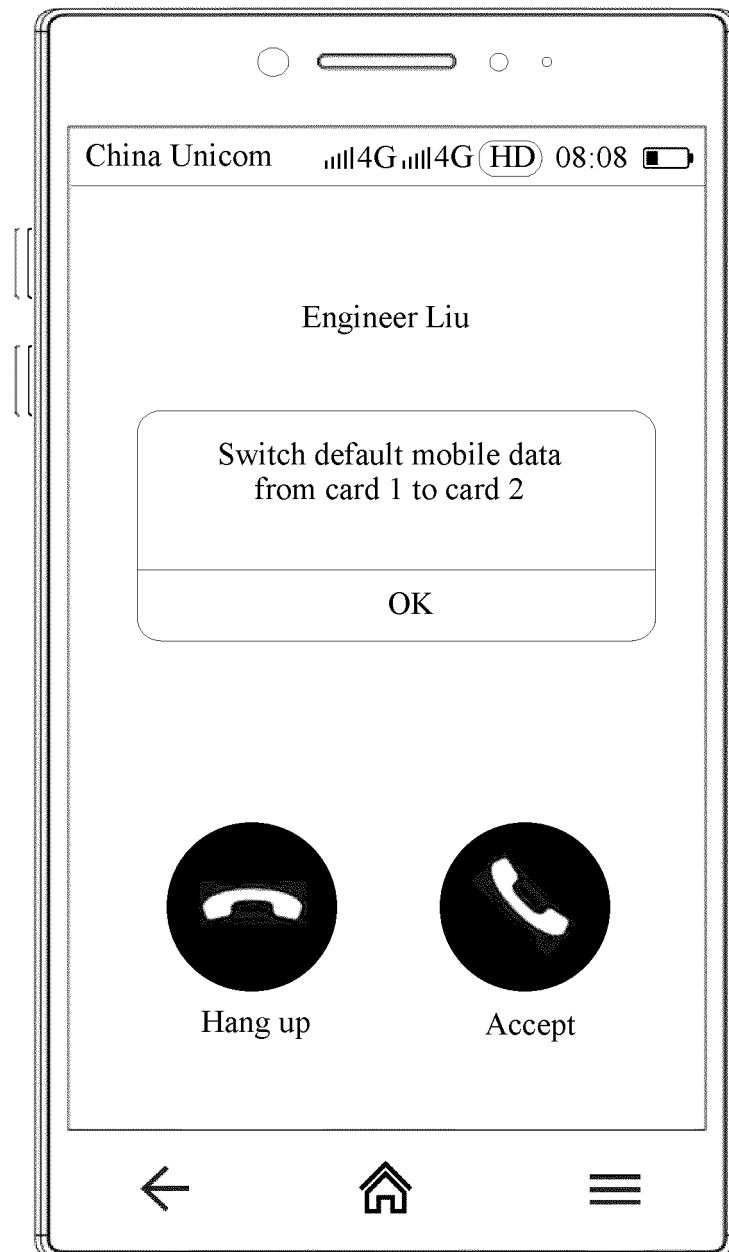 China Unicom 4G 4G HD 08:08
Engineer Liu
Switch default mobile data
from card 1 to card 2
OK
Hang up Accept